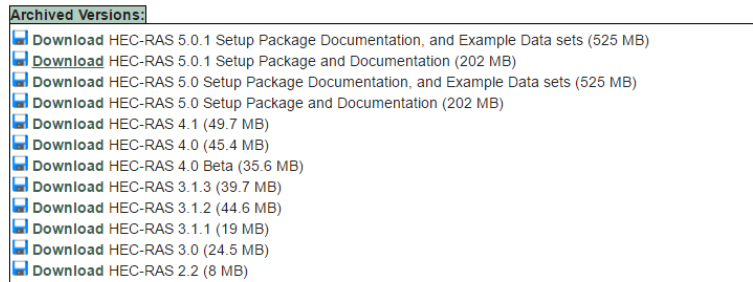 Archived Versions:
Download HEC-RAS 5.0.1 Setup Package Documentation, and Example Data sets (525 MB)
Download HEC-RAS 5.0.1 Setup Package and Documentation (202 MB)
Download HEC-RAS 5.0 Setup Package Documentation, and Example Data sets (525 MB)
Download HEC-RAS 5.0 Setup Package and Documentation (202 MB)
Download HEC-RAS 4.1 (49.7 MB)
Download HEC-RAS 4.0 (45.4 MB)
Download HEC-RAS 4.0 Beta (35.6 MB)
Download HEC-RAS 3.1.3 (39.7 MB)
Download HEC-RAS 3.1.2 (44.6 MB)
Download HEC-RAS 3.1.1 (19 MB)
Download HEC-RAS 3.0 (24.5 MB)
Download HEC-RAS 2.2 (8 MB)